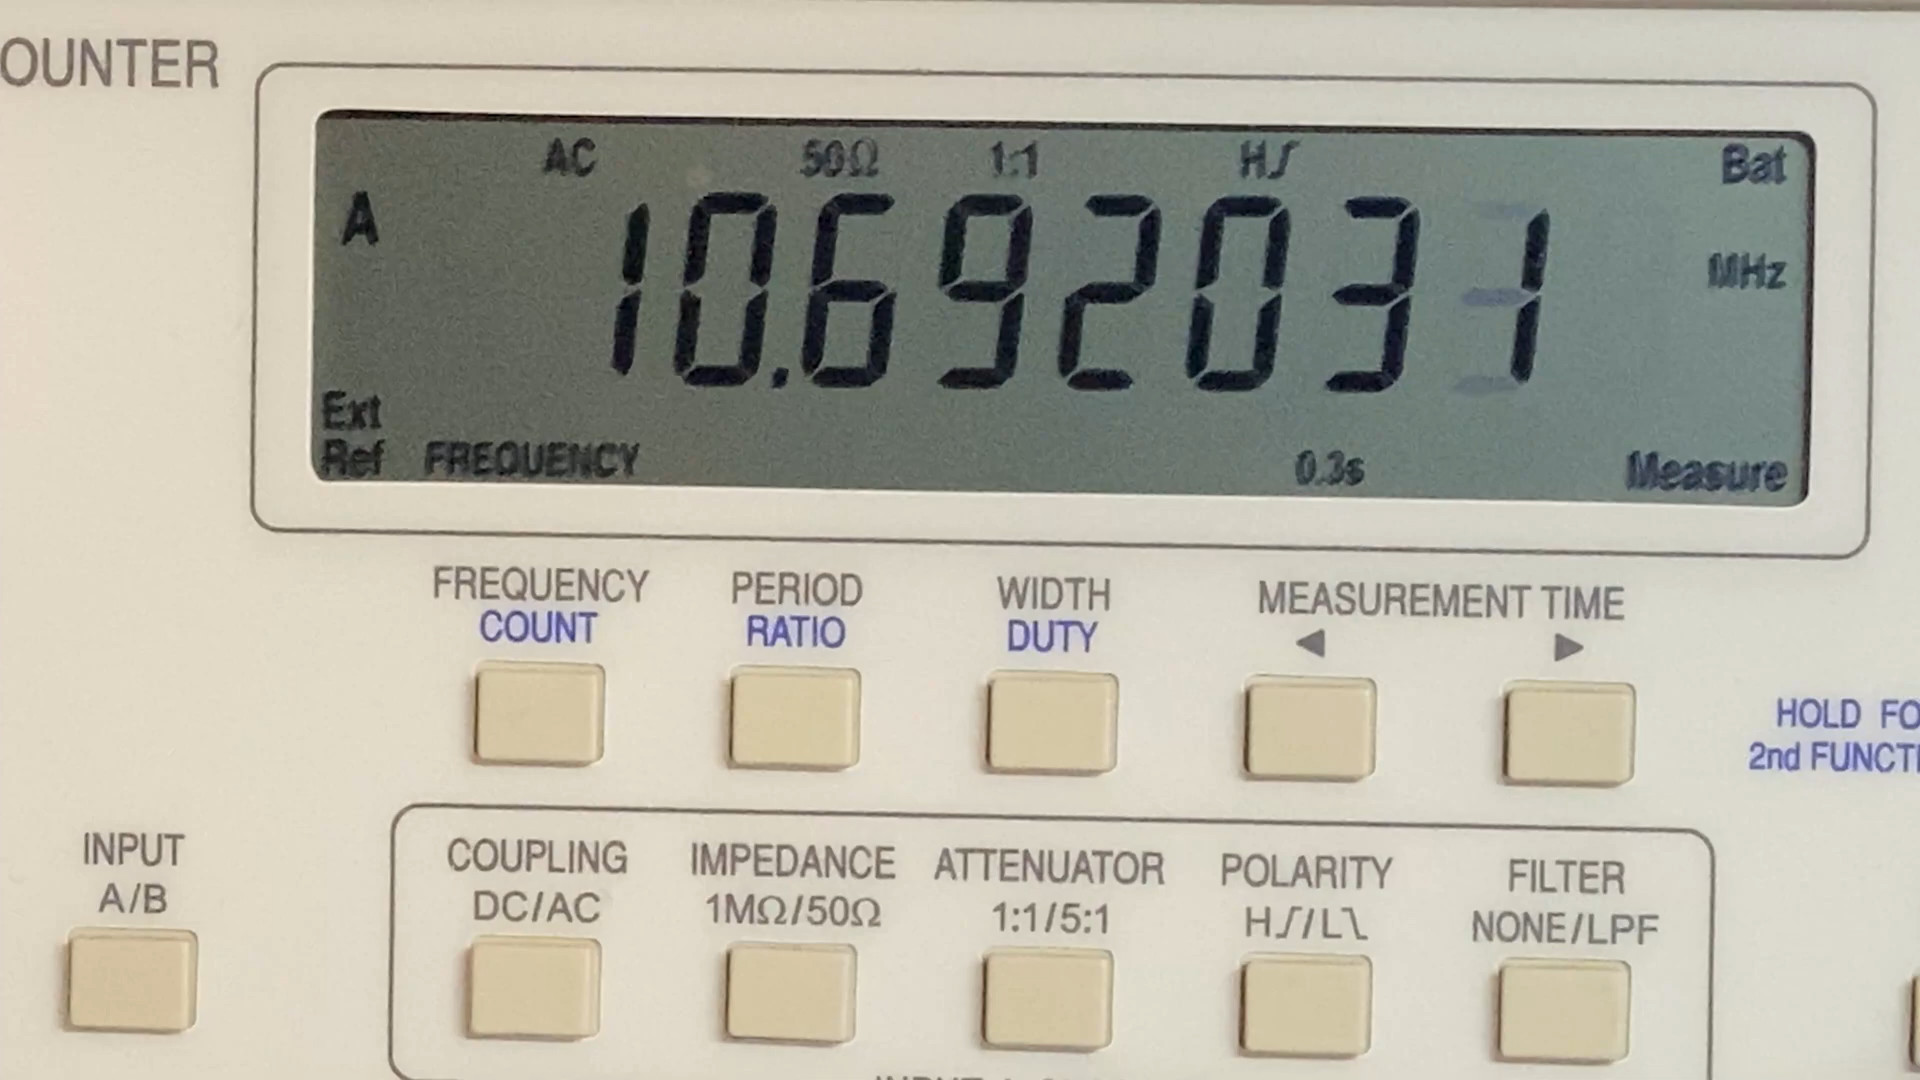 OUNTER
AC 50Ω 1:1 H⎍ Bat
A
10.692031
MHz
Ext
Ref FREQUENCY 0.3s Measure
FREQUENCY PERIOD WIDTH MEASUREMENT TIME
COUNT RATIO DUTY ◀ ▶
HOLD FO
2nd FUNCTI
INPUT
A/B
COUPLING IMPEDANCE ATTENUATOR POLARITY FILTER
DC/AC 1MΩ/50Ω 1:1/5:1 H∫/L⎍ NONE/LPF